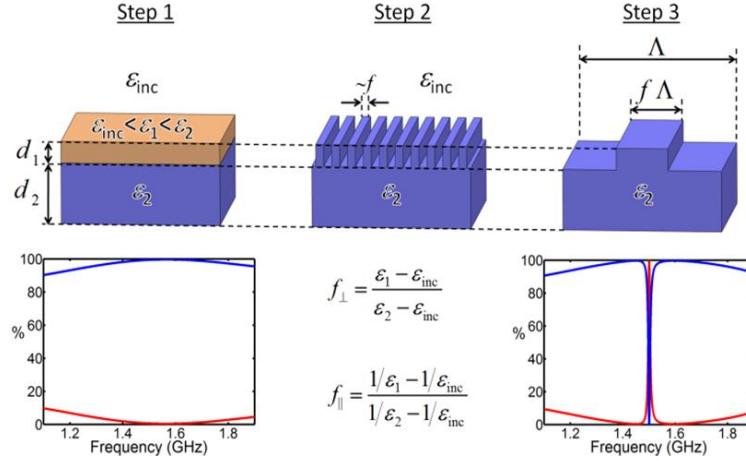 Step 1
Step 2
Step 3
Λ
ε_inc
~f
ε_inc
f Λ
ε_inc<ε_1<ε_2
d_1
d_2
ε_2
ε_2
ε_2
100
80
60
%
40
20
0
1.2 1.4 1.6 1.8
Frequency (GHz)
f_⊥ = (ε_1 − ε_inc)/(ε_2 − ε_inc)
f_∥ = (1/ε_1 − 1/ε_inc)/(1/ε_2 − 1/ε_inc)
100
80
60
%
40
20
0
1.2 1.4 1.6 1.8
Frequency (GHz)